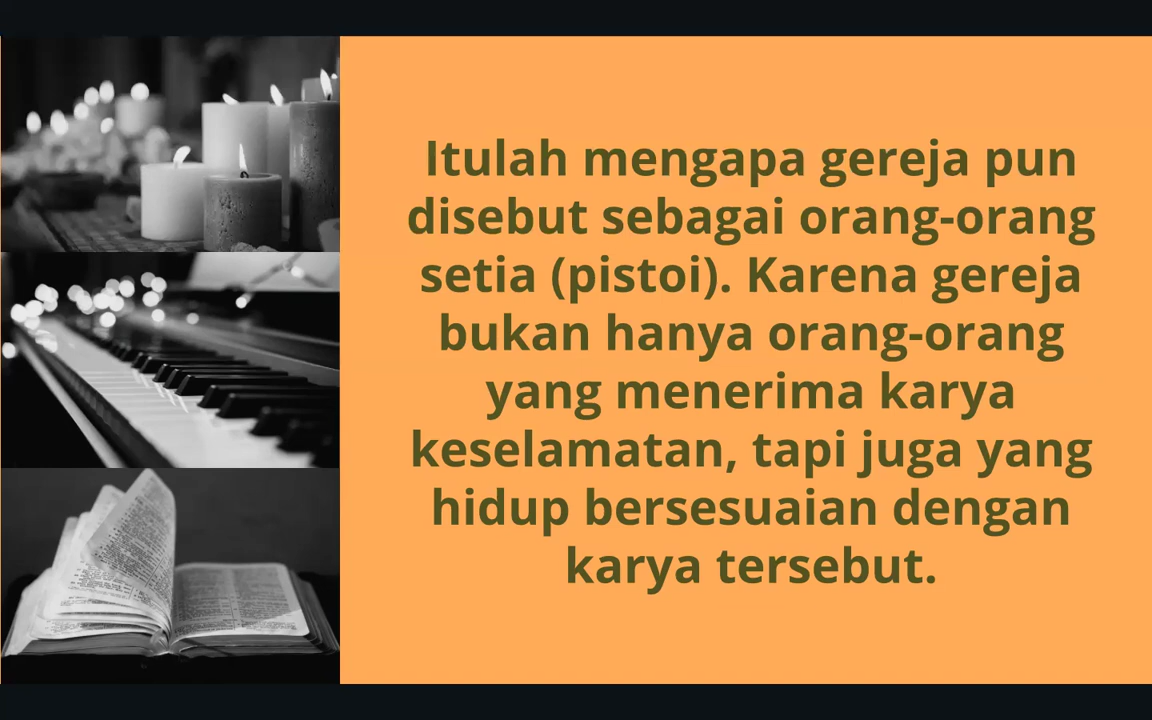 Itulah mengapa gereja pun
disebut sebagai orang-orang
setia (pistoi). Karena gereja
bukan hanya orang-orang
yang menerima karya
keselamatan, tapi juga yang
hidup bersesuaian dengan
karya tersebut.